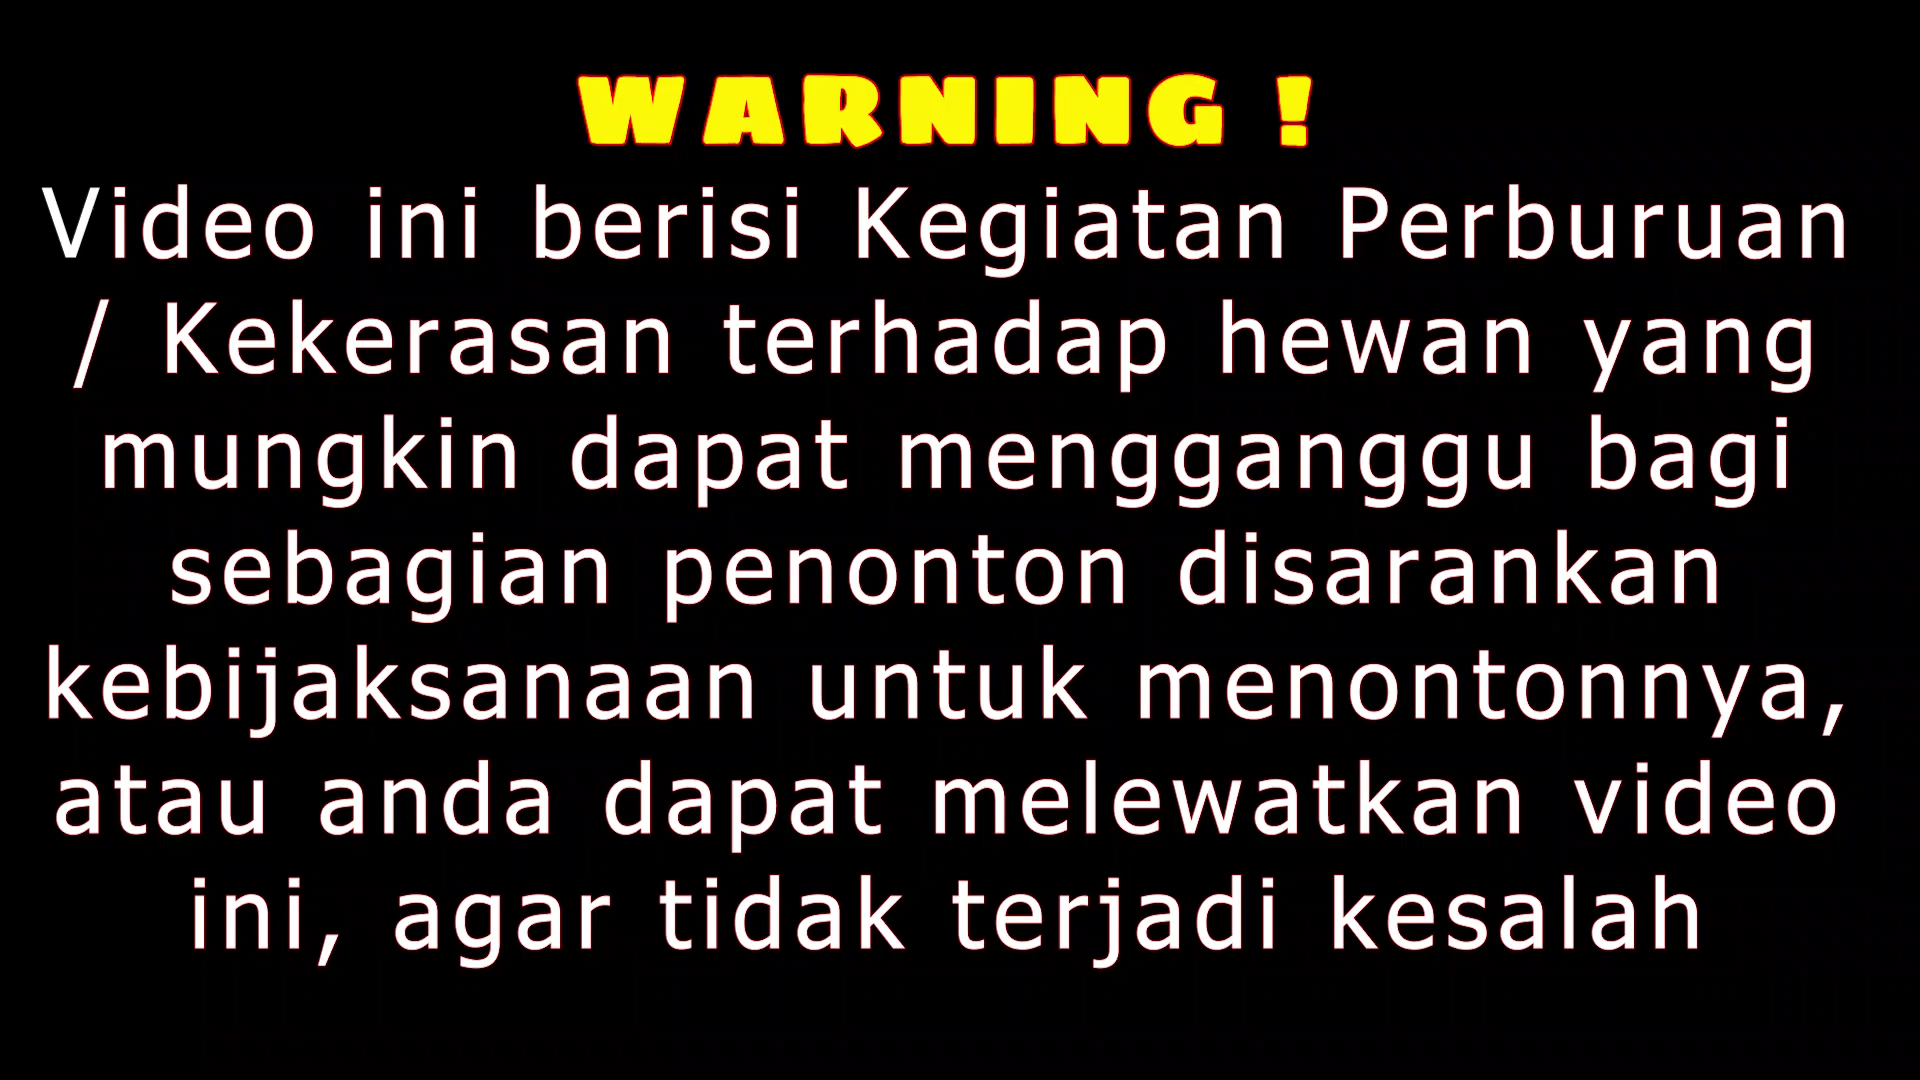 WARNING !
Video ini berisi Kegiatan Perburuan
/ Kekerasan terhadap hewan yang
mungkin dapat mengganggu bagi
sebagian penonton disarankan
kebijaksanaan untuk menontonnya,
atau anda dapat melewatkan video
ini, agar tidak terjadi kesalah